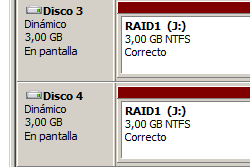 Disco 3
Dinámico
3,00 GB
En pantalla
RAID1 (J:)
3,00 GB NTFS
Correcto
Disco 4
Dinámico
3,00 GB
En pantalla
RAID1 (J:)
3,00 GB NTFS
Correcto